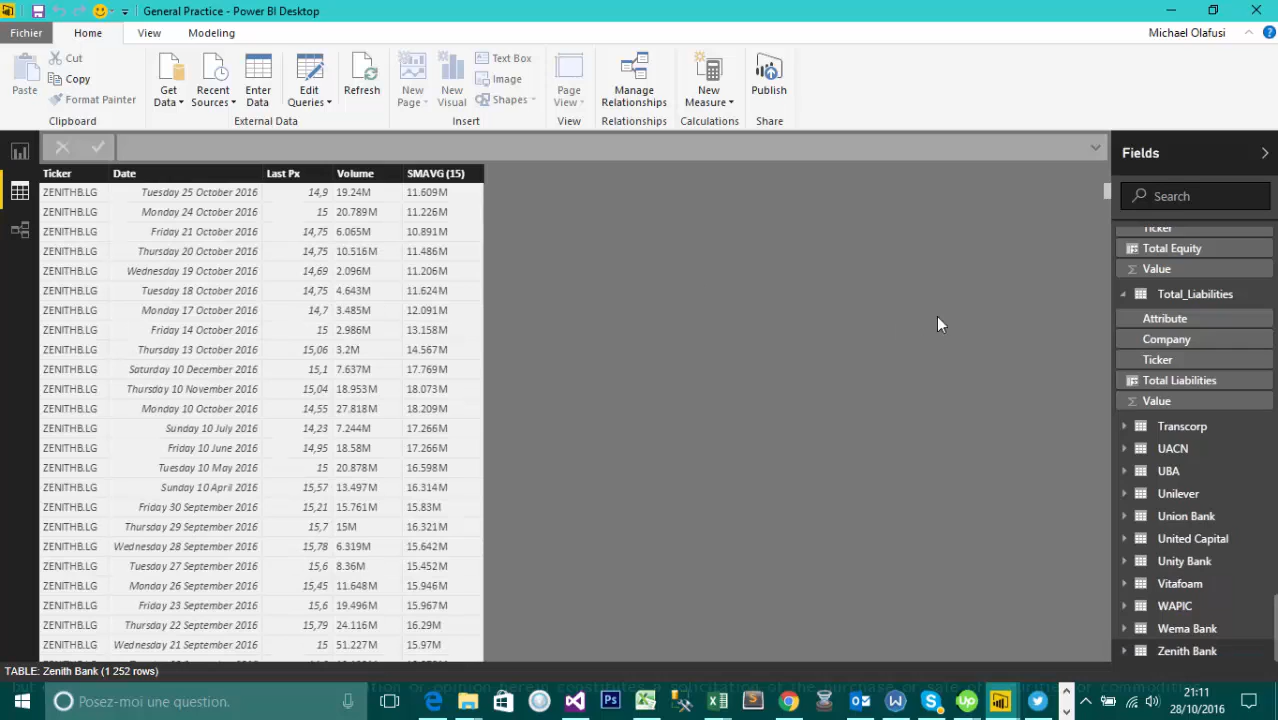 General Practice - Power BI Desktop
Fichier Home View Modeling Michael Olafusi
Paste Cut Copy Format Painter Clipboard
Get Data Recent Sources Enter Data Edit Queries Refresh External Data
New Page New Visual Text Box Image Shapes Insert
Page View View
Manage Relationships Relationships
New Measure Calculations
Publish Share
Ticker Date Last Px Volume SMAVG (15)
ZENITHB.LG Tuesday 25 October 2016 14,9 19.24M 11.609M
ZENITHB.LG Monday 24 October 2016 15 20.789M 11.226M
ZENITHB.LG Friday 21 October 2016 14,75 6.065M 10.891M
ZENITHB.LG Thursday 20 October 2016 14,75 10.516M 11.486M
ZENITHB.LG Wednesday 19 October 2016 14,69 2.096M 11.206M
ZENITHB.LG Tuesday 18 October 2016 14,75 4.643M 11.624M
ZENITHB.LG Monday 17 October 2016 14,7 3.485M 12.091M
ZENITHB.LG Friday 14 October 2016 15 2.986M 13.158M
ZENITHB.LG Thursday 13 October 2016 15,06 3.2M 14.567M
ZENITHB.LG Saturday 10 December 2016 15,1 7.637M 17.769M
ZENITHB.LG Thursday 10 November 2016 15,04 18.953M 18.073M
ZENITHB.LG Monday 10 October 2016 14,55 27.818M 18.209M
ZENITHB.LG Sunday 10 July 2016 14,23 7.244M 17.266M
ZENITHB.LG Friday 10 June 2016 14,95 18.58M 17.266M
ZENITHB.LG Tuesday 10 May 2016 15 20.878M 16.598M
ZENITHB.LG Sunday 10 April 2016 15,57 13.497M 16.314M
ZENITHB.LG Friday 30 September 2016 15,21 15.761M 15.83M
ZENITHB.LG Thursday 29 September 2016 15,7 15M 16.321M
ZENITHB.LG Wednesday 28 September 2016 15,78 6.319M 15.642M
ZENITHB.LG Tuesday 27 September 2016 15,6 8.36M 15.452M
ZENITHB.LG Monday 26 September 2016 15,45 11.648M 15.946M
ZENITHB.LG Friday 23 September 2016 15,6 19.496M 15.967M
ZENITHB.LG Thursday 22 September 2016 15,79 24.116M 16.29M
ZENITHB.LG Wednesday 21 September 2016 15 51.227M 15.97M
Fields
Search
Ticker
Total Equity
Value
Total_Liabilities
Attribute
Company
Ticker
Total Liabilities
Value
Transcorp
UACN
UBA
Unilever
Union Bank
United Capital
Unity Bank
Vitafoam
WAPIC
Wema Bank
Zenith Bank
TABLE: Zenith Bank (1 252 rows)
or opinion herein constitutes a solicitation of the purchase or sale of
Posez-moi une question.
21:11
28/10/2016